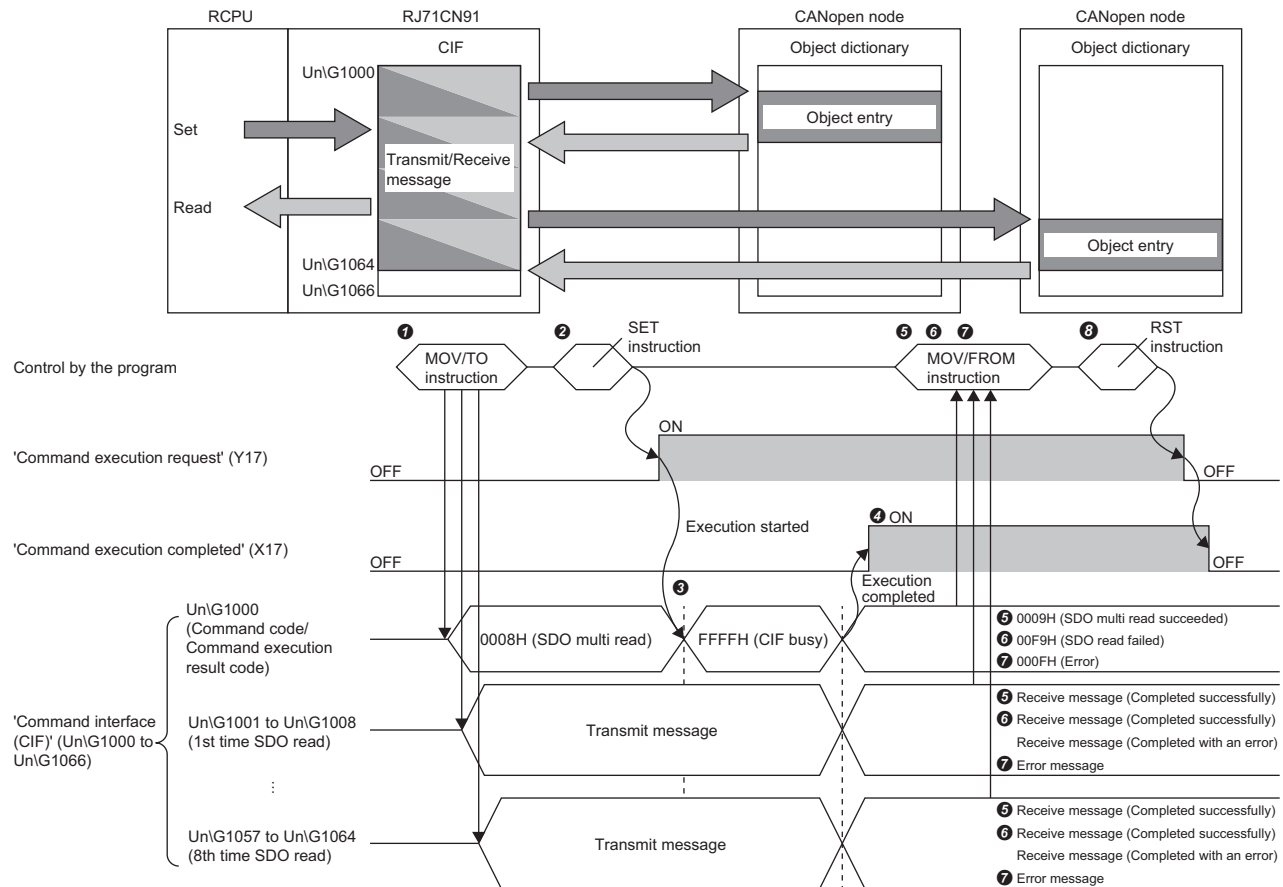 RCPU
RJ71CN91
CANopen node
CANopen node
CIF
Object dictionary
Object dictionary
Un\G1000
Object entry
Set
Transmit/Receive
message
Read
Object entry
Un\G1064
Un\G1066
❶
❷
SET
instruction
❺ ❻ ❼
❽
RST
instruction
Control by the program
MOV/TO
instruction
MOV/FROM
instruction
ON
'Command execution request' (Y17)
OFF
OFF
Execution started
❹ ON
'Command execution completed' (X17)
OFF
OFF
Execution
completed
❸
Un\G1000
(Command code/
Command execution
result code)
0008H (SDO multi read)
FFFFH (CIF busy)
❺ 0009H (SDO multi read succeeded)
❻ 00F9H (SDO read failed)
❼ 000FH (Error)
'Command interface
(CIF)' (Un\G1000 to
Un\G1066)
Un\G1001 to Un\G1008
(1st time SDO read)
Transmit message
❺ Receive message (Completed successfully)
❻ Receive message (Completed successfully)
Receive message (Completed with an error)
❼ Error message
...
Un\G1057 to Un\G1064
(8th time SDO read)
Transmit message
❺ Receive message (Completed successfully)
❻ Receive message (Completed successfully)
Receive message (Completed with an error)
❼ Error message